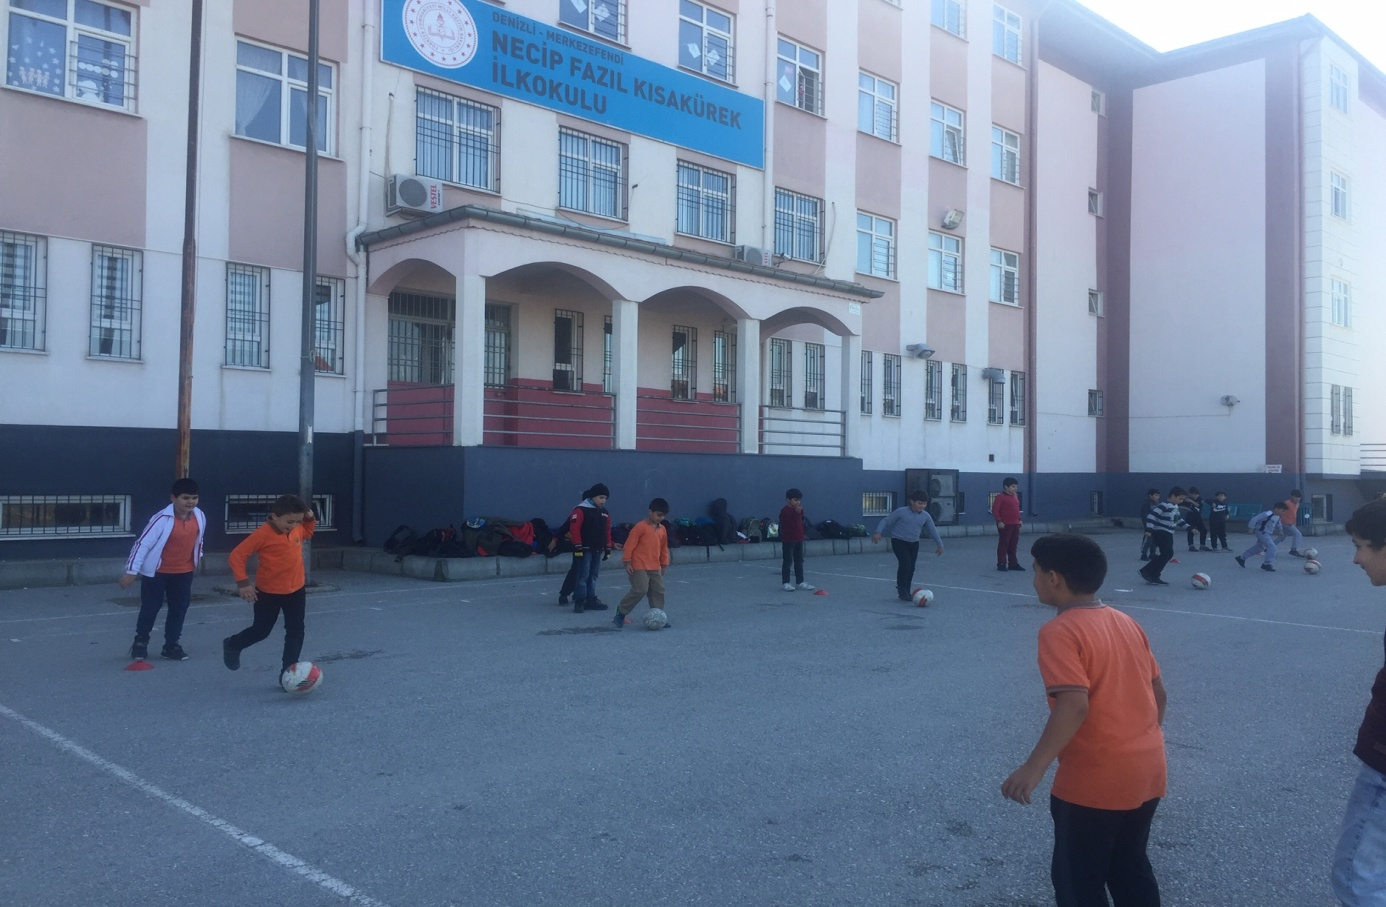 DENİZLİ - MERKEZEFENDİ
NECİP FAZIL KISAKÜREK
İLKOKULU
VESTEL